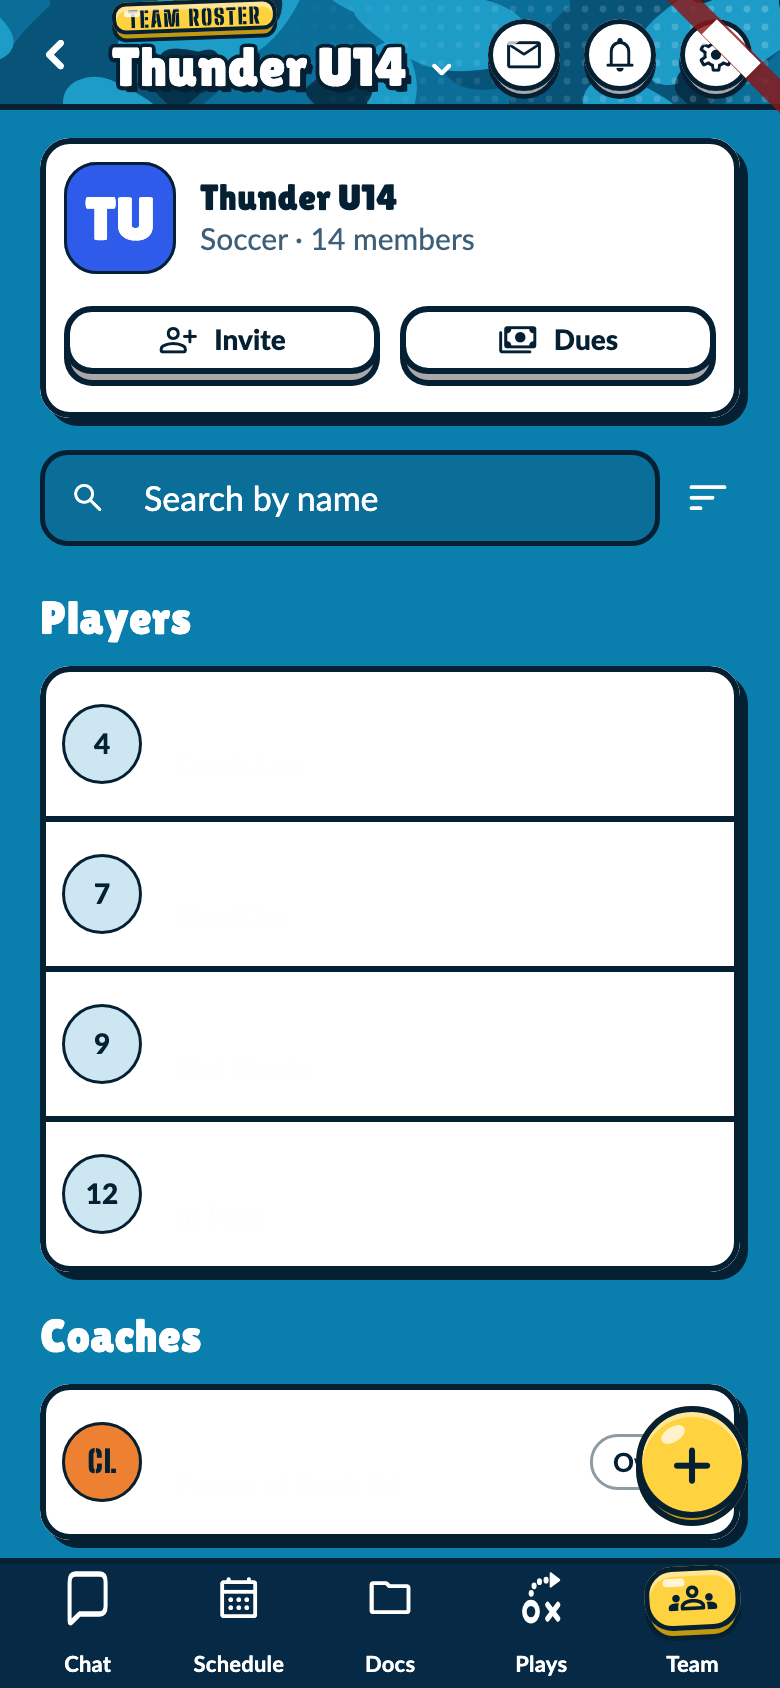 TEAM ROSTER
Thunder U14
TU
Thunder U14
Soccer · 14 members
Invite
Dues
Search by name
Players
4
7
9
12
Coaches
CL
Chat
Schedule
Docs
Plays
Team